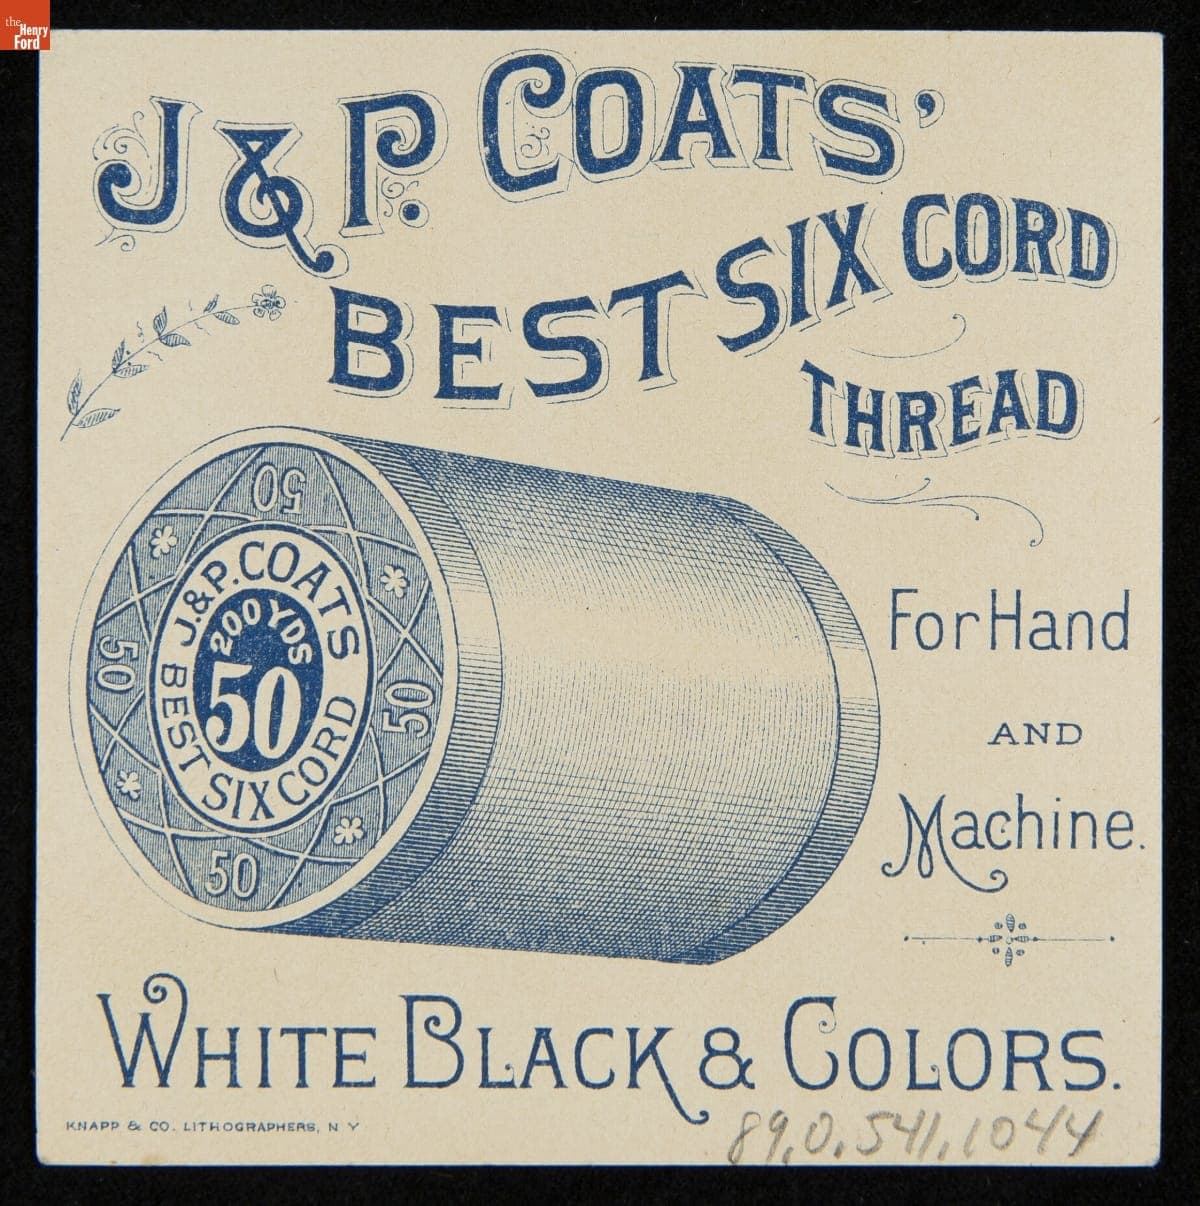 the
Henry
Ford
J & P. COATS'
BEST SIX CORD
THREAD
50
J. & P. COATS
200 YDS
50
BEST SIX CORD
50
50
50
For Hand
AND
Machine.
WHITE BLACK & COLORS.
KNAPP & CO. LITHOGRAPHERS, N Y
89.0.541.1044